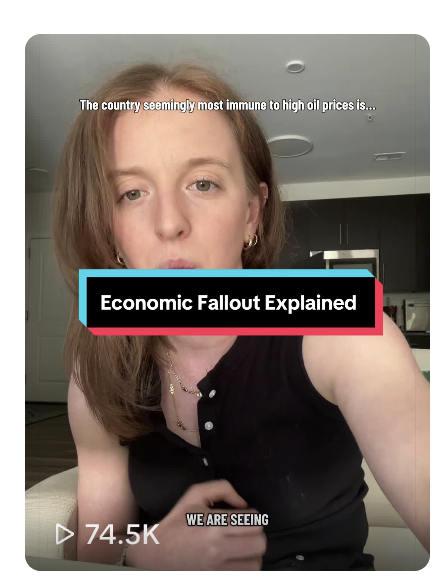 The country seemingly most immune to high oil prices is...
Economic Fallout Explained
WE ARE SEEING
74.5K